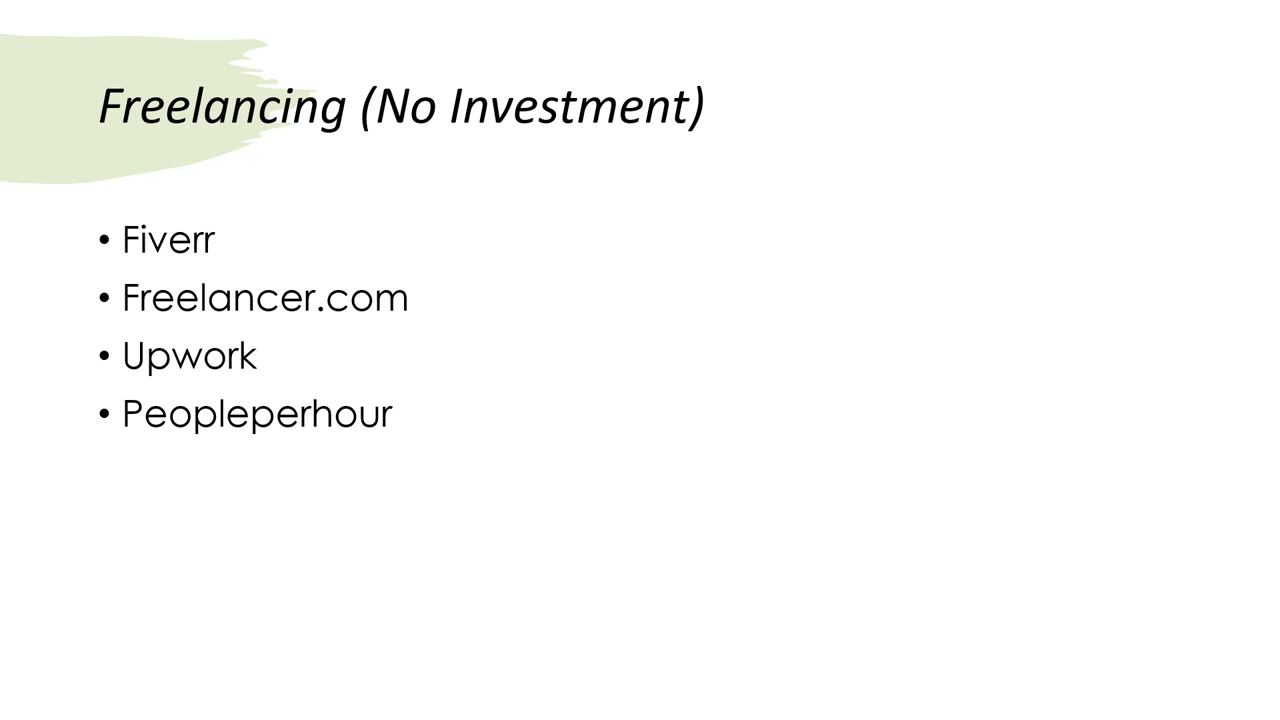 Freelancing (No Investment)
• Fiverr
• Freelancer.com
• Upwork
• Peopleperhour